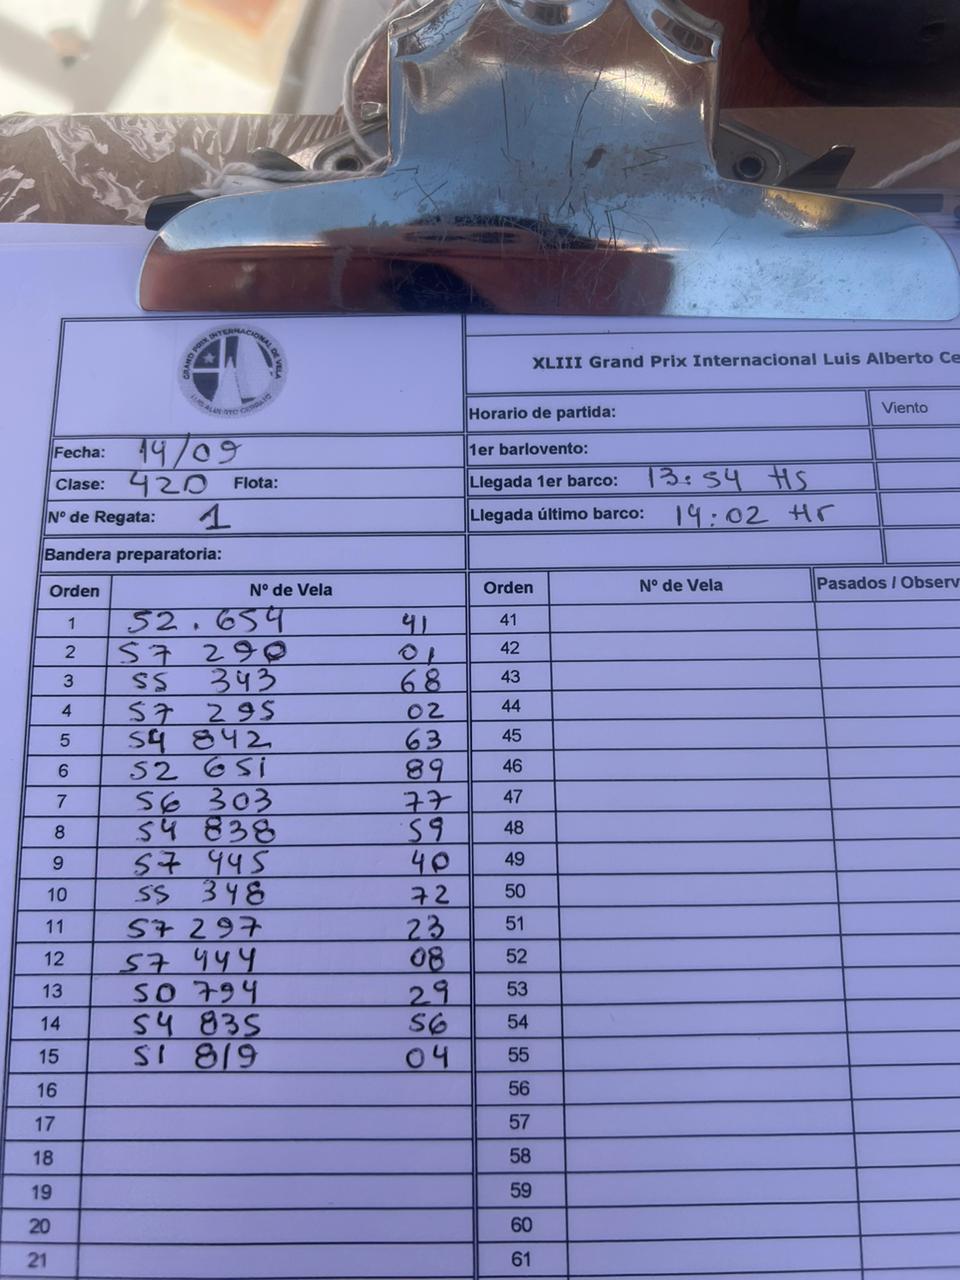 GRAND PRIX INTERNACIONAL DE VELA
LUIS ALBERTO CERRATO
XLIII Grand Prix Internacional Luis Alberto Ce
Horario de partida:
Viento
Fecha: 14/09
1er barlovento:
Clase: 420 Flota:
Llegada 1er barco: 13:54 Hs
Nº de Regata: 1
Llegada último barco: 14:02 Hr
Bandera preparatoria:
Orden Nº de Vela Orden Nº de Vela Pasados / Observ
1 52.654 41 41
2 57 290 01 42
3 55 343 68 43
4 57 295 02 44
5 54 842 63 45
6 52 651 89 46
7 56 303 77 47
8 54 838 59 48
9 57 445 40 49
10 55 348 72 50
11 57 297 23 51
12 57 444 08 52
13 50 794 29 53
14 54 835 56 54
15 51 819 04 55
16 56
17 57
18 58
19 59
20 60
21 61